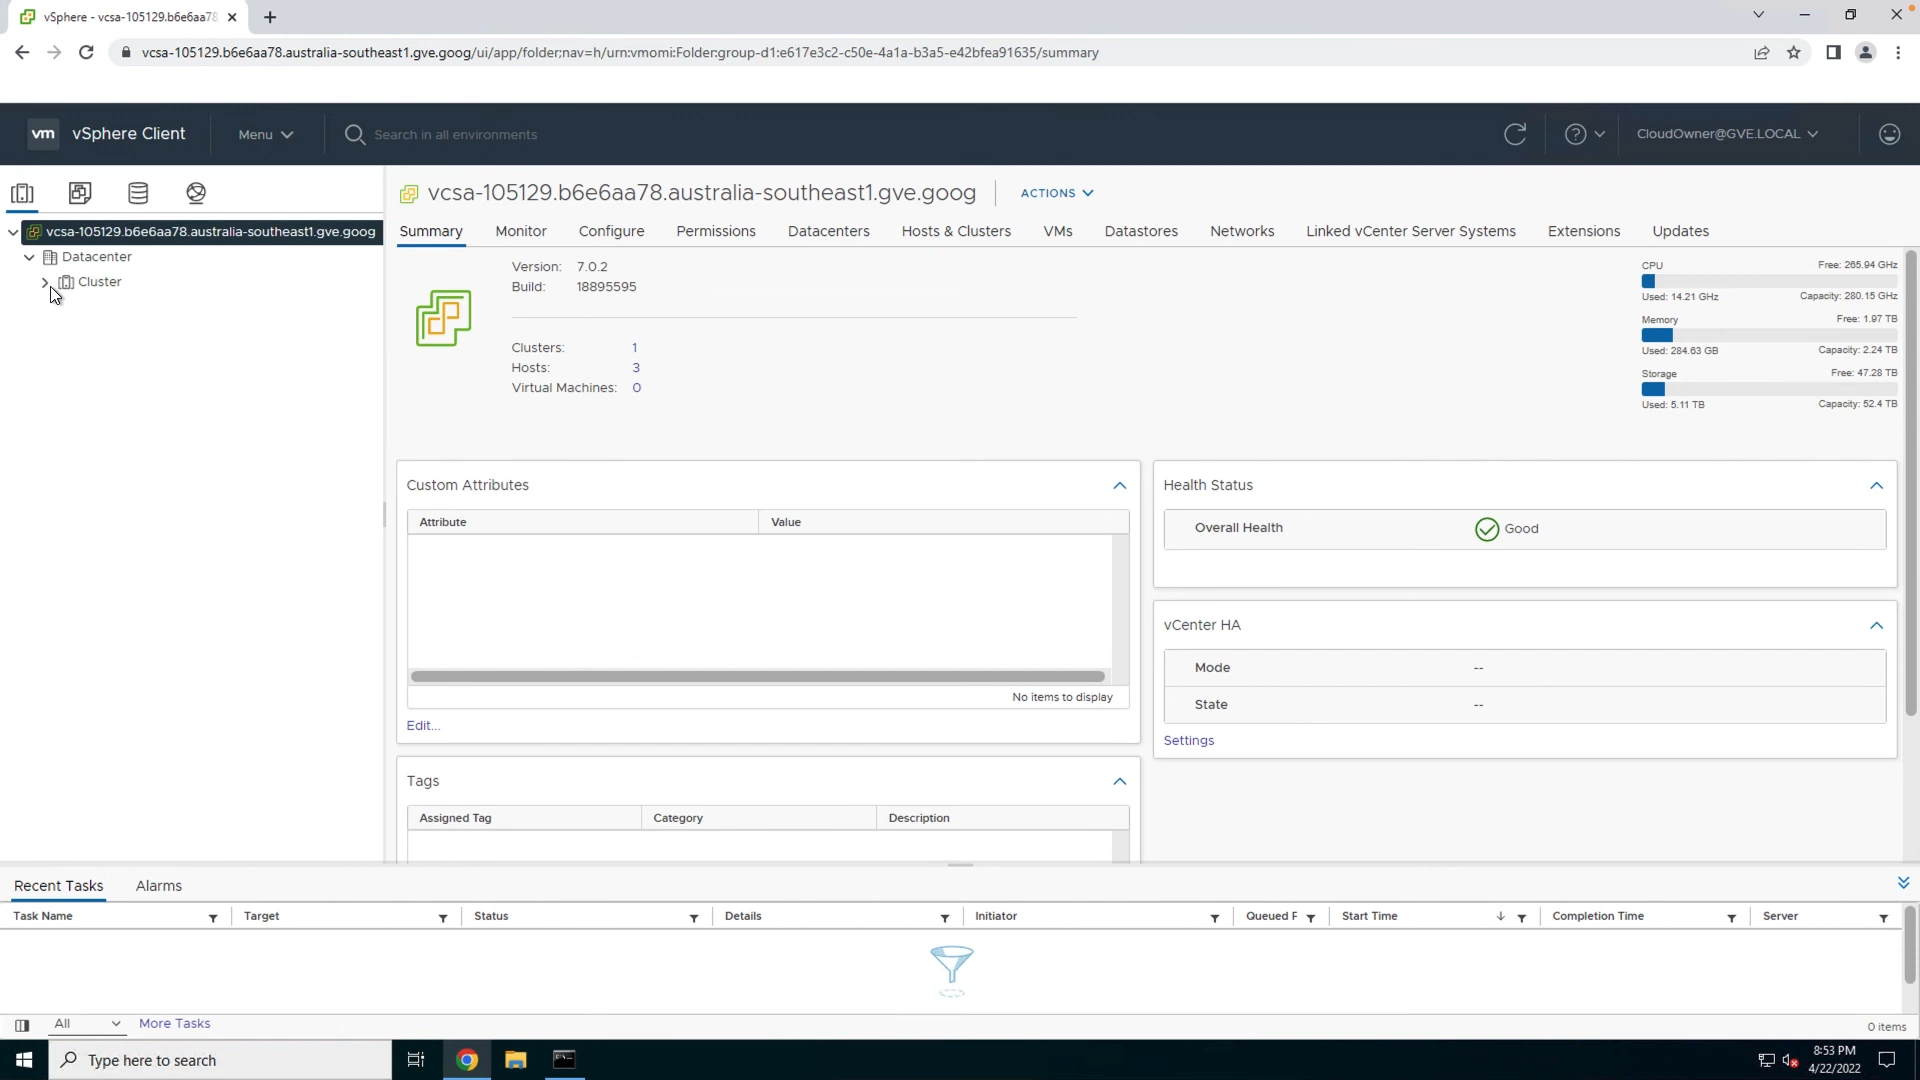 vSphere - vcsa-105129.b6e6aa78
vcsa-105129.b6e6aa78.australia-southeast1.gve.goog/ui/app/folder;nav=h/urn:vmomi:Folder:group-d1:e617e3c2-c50e-4a1a-b3a5-e42bfea91635/summary
vm vSphere Client Menu Search in all environments CloudOwner@GVE.LOCAL
vcsa-105129.b6e6aa78.australia-southeast1.gve.goog
Datacenter
Cluster
vcsa-105129.b6e6aa78.australia-southeast1.gve.goog ACTIONS
Summary Monitor Configure Permissions Datacenters Hosts & Clusters VMs Datastores Networks Linked vCenter Server Systems Extensions Updates
Version: 7.0.2
Build: 18895595
Clusters: 1
Hosts: 3
Virtual Machines: 0
CPU Free: 265.94 GHz
Used: 14.21 GHz Capacity: 280.15 GHz
Memory Free: 1.97 TB
Used: 284.63 GB Capacity: 2.24 TB
Storage Free: 47.28 TB
Used: 5.11 TB Capacity: 52.4 TB
Custom Attributes
Attribute Value
No items to display
Edit...
Tags
Assigned Tag Category Description
Health Status
Overall Health Good
vCenter HA
Mode --
State --
Settings
Recent Tasks Alarms
Task Name Target Status Details Initiator Queued F Start Time Completion Time Server
All More Tasks 0 items
Type here to search
8:53 PM
4/22/2022